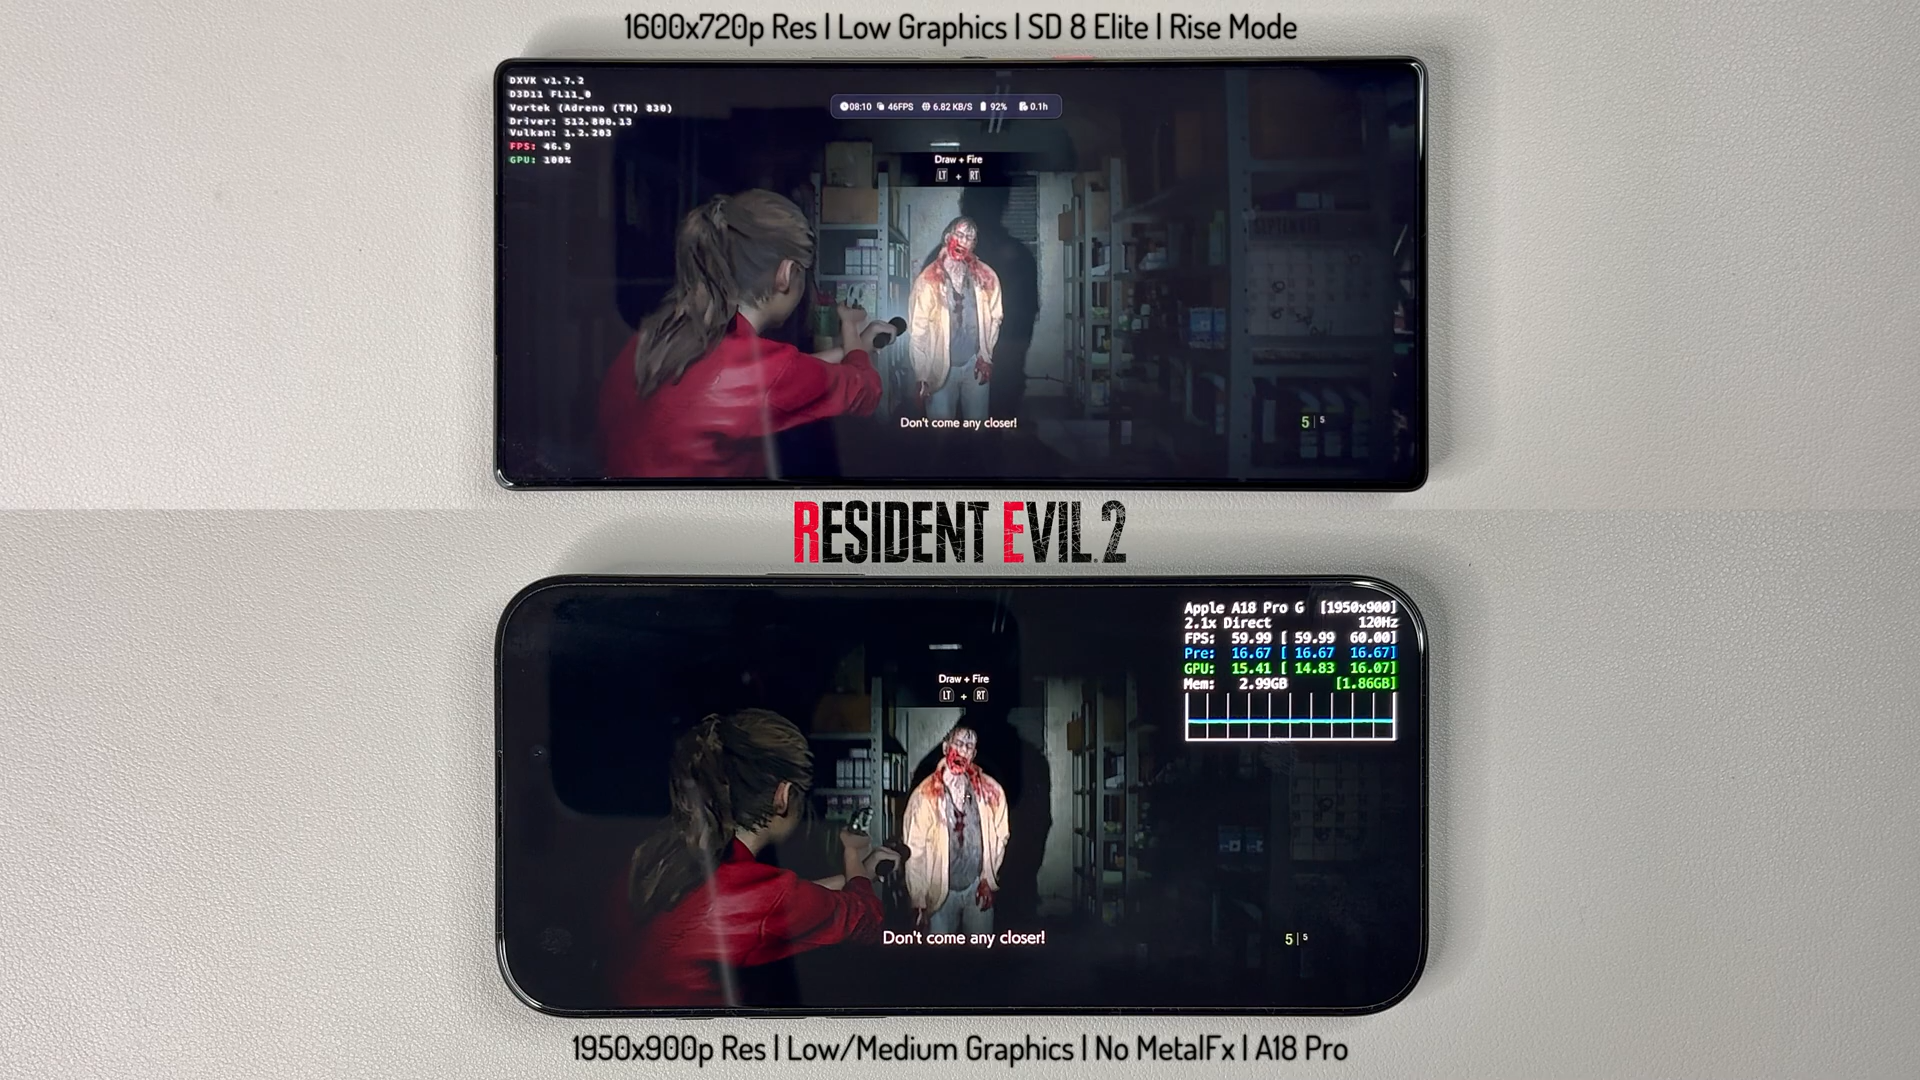 1600x720p Res | Low Graphics | SD 8 Elite | Rise Mode
DXVK v1.7.2
D3D11 FL11_0
Vortek (Adreno (TM) 830)
Driver: 512.800.13
Vulkan: 1.2.203
FPS: 46.9
GPU: 100%
08:10 46FPS 6.82 KB/S 92% 0.1h
Draw + Fire
LT + RT
SEPTEMBER
Don't come any closer!
5 | 5
RESIDENT EVIL 2
Apple A18 Pro G [1950x900]
2.1x Direct 120Hz
FPS: 59.99 [ 59.99 60.00]
Pre: 16.67 [ 16.67 16.67]
GPU: 15.41 [ 14.83 16.07]
Mem: 2.99GB [1.86GB]
Draw + Fire
LT + RT
Don't come any closer!
5 | 5
1950x900p Res | Low/Medium Graphics | No MetalFx | A18 Pro